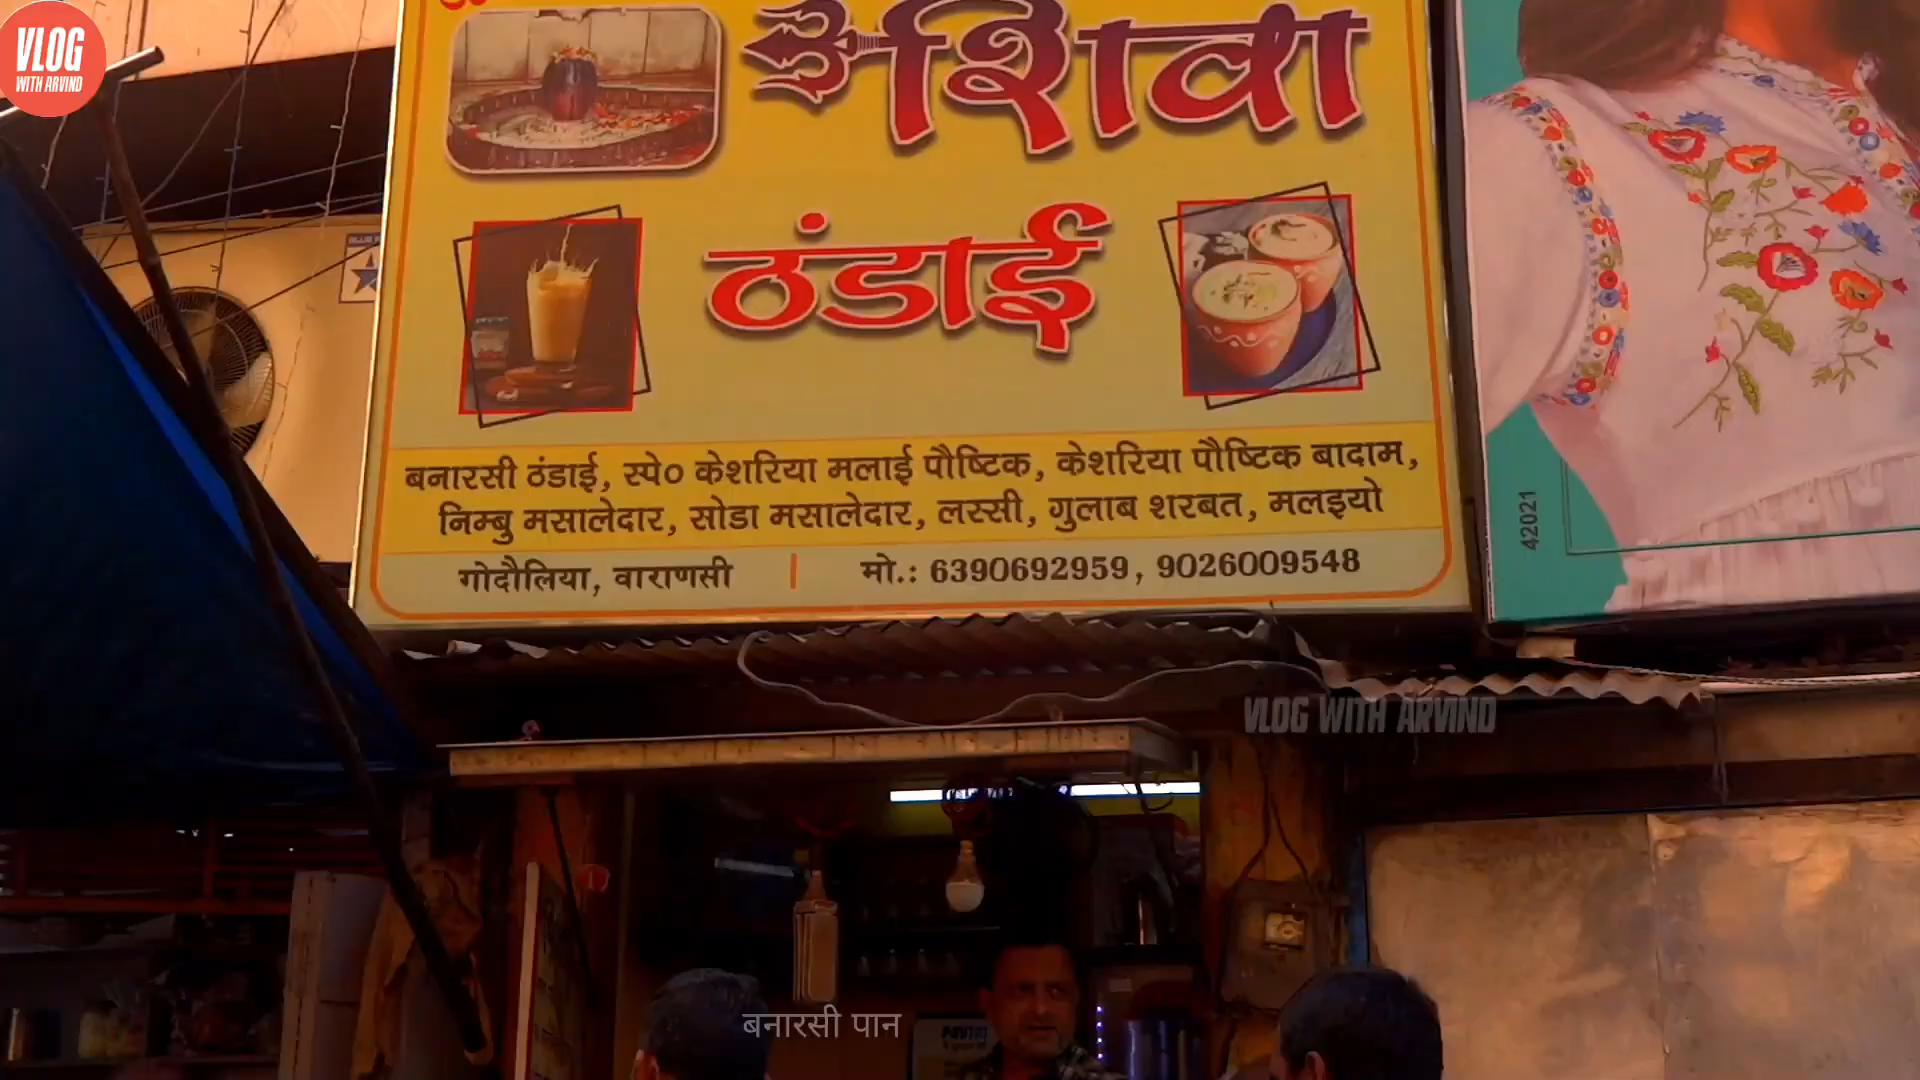 VLOG
WITH ARVIND
शिवा
ठंडाई
बनारसी ठंडाई, स्पे० केशरिया मलाई पौष्टिक, केशरिया पौष्टिक बादाम,
निम्बु मसालेदार, सोडा मसालेदार, लस्सी, गुलाब शरबत, मलइयो
गोदौलिया, वाराणसी | मो.: 6390692959, 9026009548
42021
VLOG WITH ARVIND
बनारसी पान